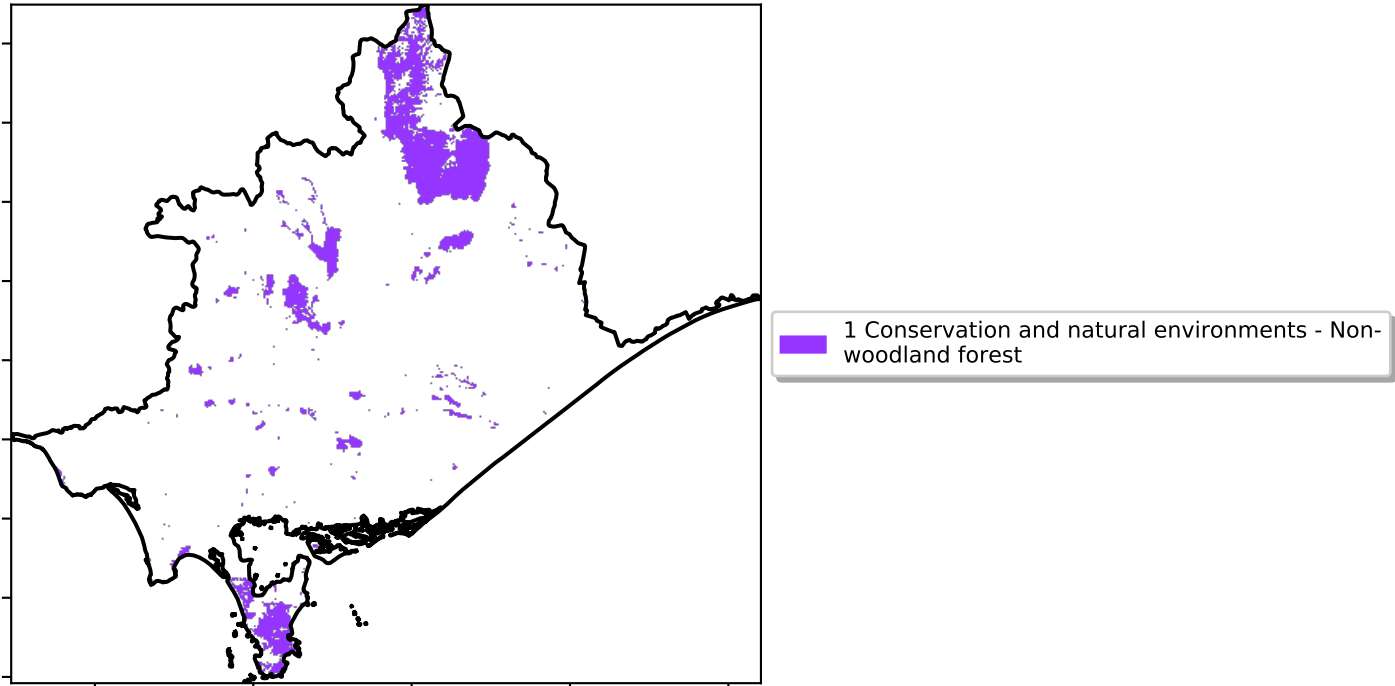 1 Conservation and natural environments - Non-
woodland forest